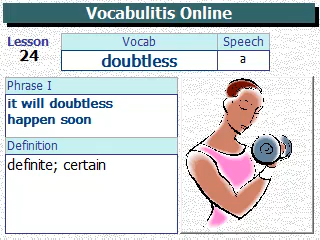 Vocabulitis Online
Lesson
24
Vocab
doubtless
Speech
a
Phrase I
it will doubtless
happen soon
Definition
definite; certain